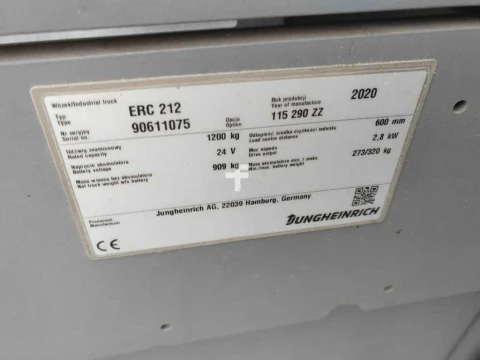 Wózek/Industrial truck
Typ
Type ERC 212 Opcja
Option Rok produkcji
Year of manufacture 2020
Nr seryjny
Serial no. 90611075 115 290 ZZ
Udźwig znamionowy
Rated capacity 1200 kg Odległość środka ciężkości ładunku
Load centre distance 600 mm
Napięcie akumulatora
Battery voltage 24 V Moc napędu
Drive output 2,8 kW
Masa własna bez akumulatora
Net truck weight w/o battery 909 kg Masa akumulatora min. / maks.
Min./max. battery weight 273/320 kg
Producent
Manufacturer Jungheinrich AG, 22039 Hamburg, Germany
JUNGHEINRICH
CE